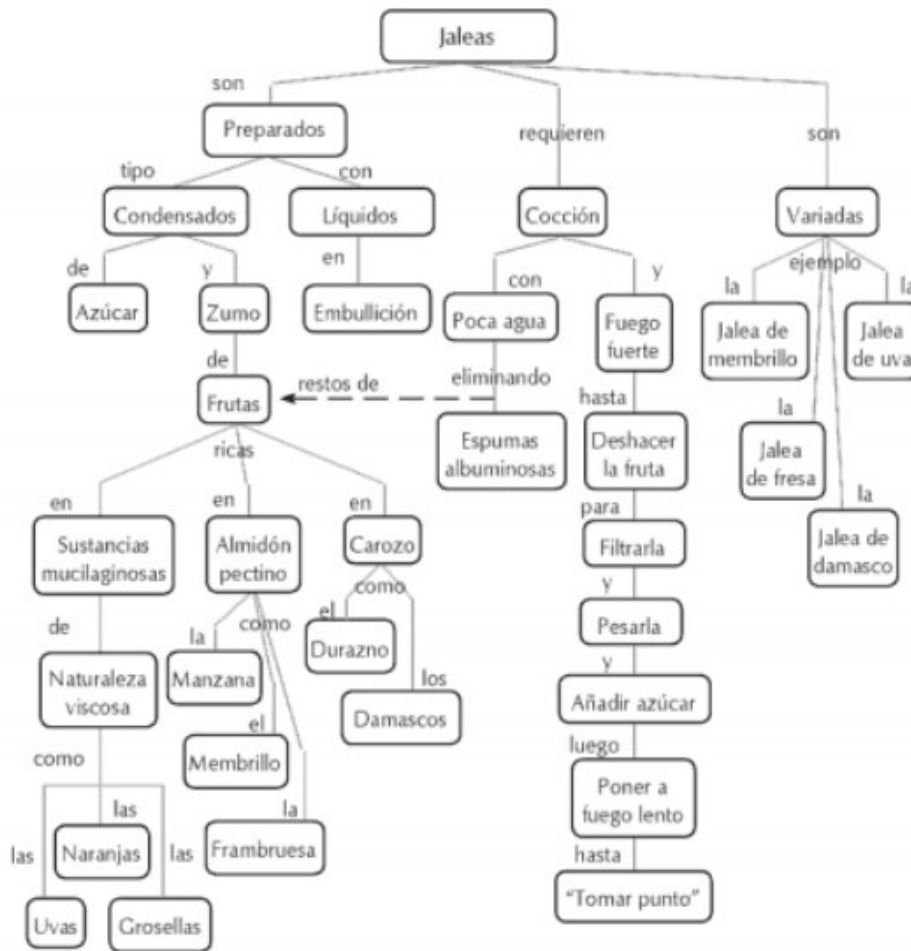 Jaleas
son
Preparados
requieren
son
tipo
con
Condensados
Líquidos
Cocción
Variadas
de
y
en
con
y
ejemplo
la
la
Azúcar
Zumo
Embullición
Poca agua
Fuego
fuerte
Jalea de
membrillo
Jalea
de uva
de
restos de
eliminando
hasta
Frutas
la
Espumas
albuminosas
Deshacer
la fruta
Jalea
de fresa
ricas
en
en
en
para
la
Sustancias
mucilaginosas
Almidón
pectino
Carozo
Filtrarla
Jalea de
damasco
de
como
como
y
la
el
Durazno
Pesarla
Naturaleza
viscosa
Manzana
los
y
Damascos
Añadir azúcar
como
el
Membrillo
luego
Poner a
fuego lento
las
la
las
Naranjas
las
Frambruesa
hasta
Uvas
Grosellas
"Tomar punto"